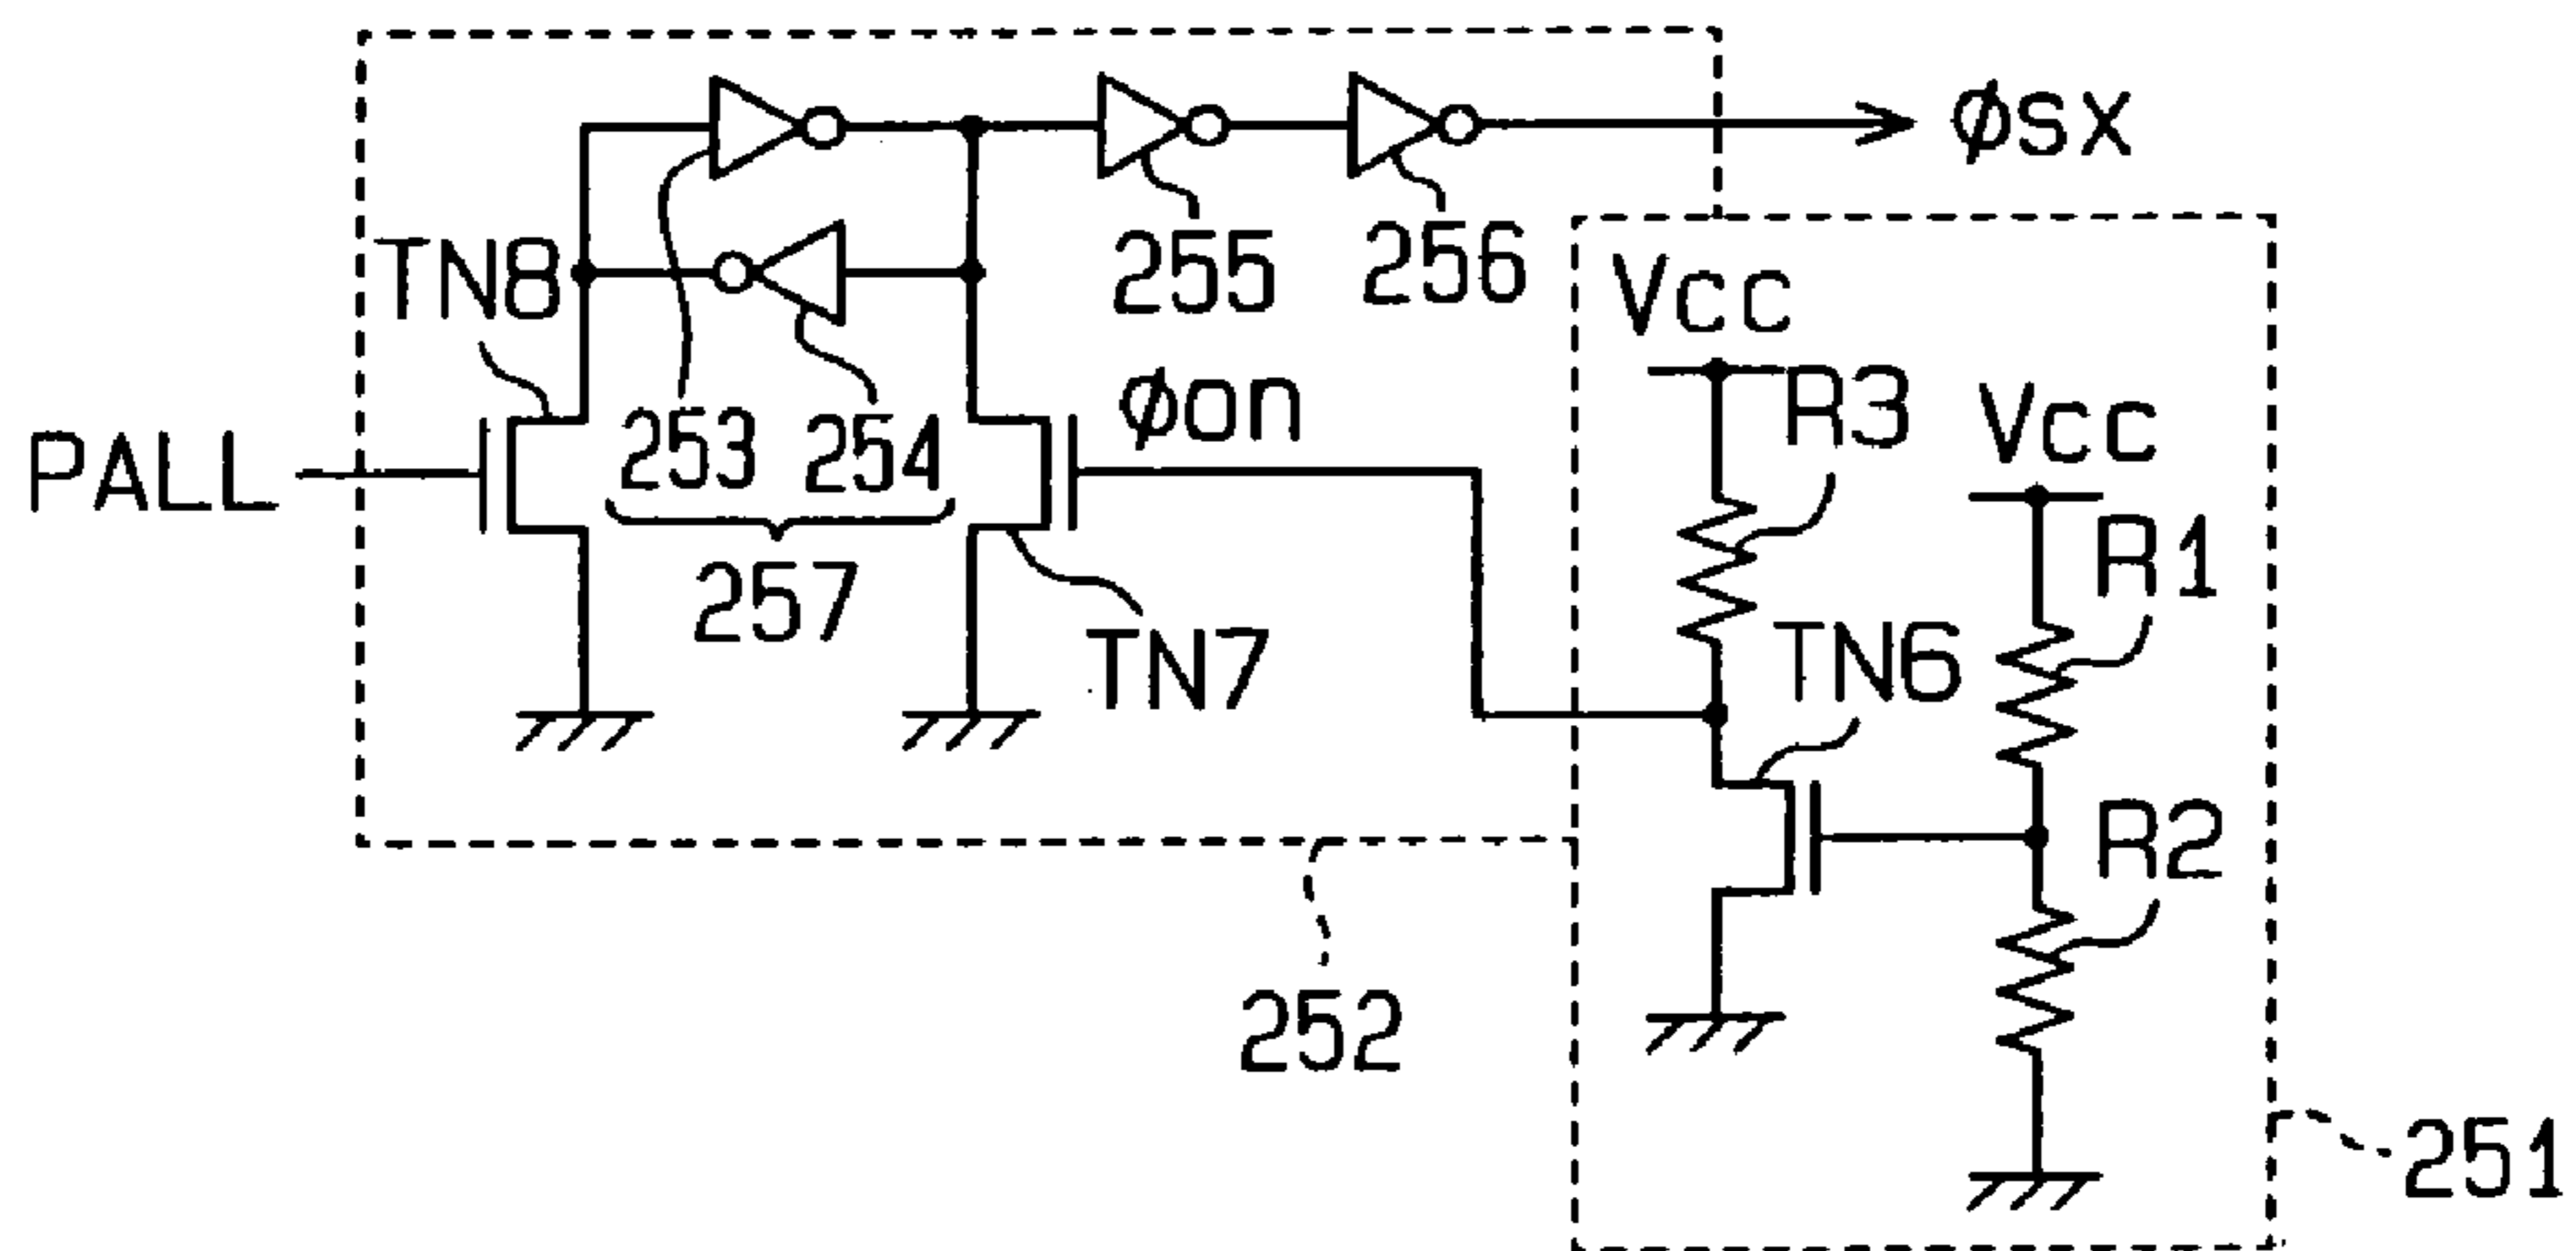 φSX
255
256
TN8
Vcc
φon
R3
Vcc
253
254
PALL
R1
257
TN7
TN6
R2
252
251